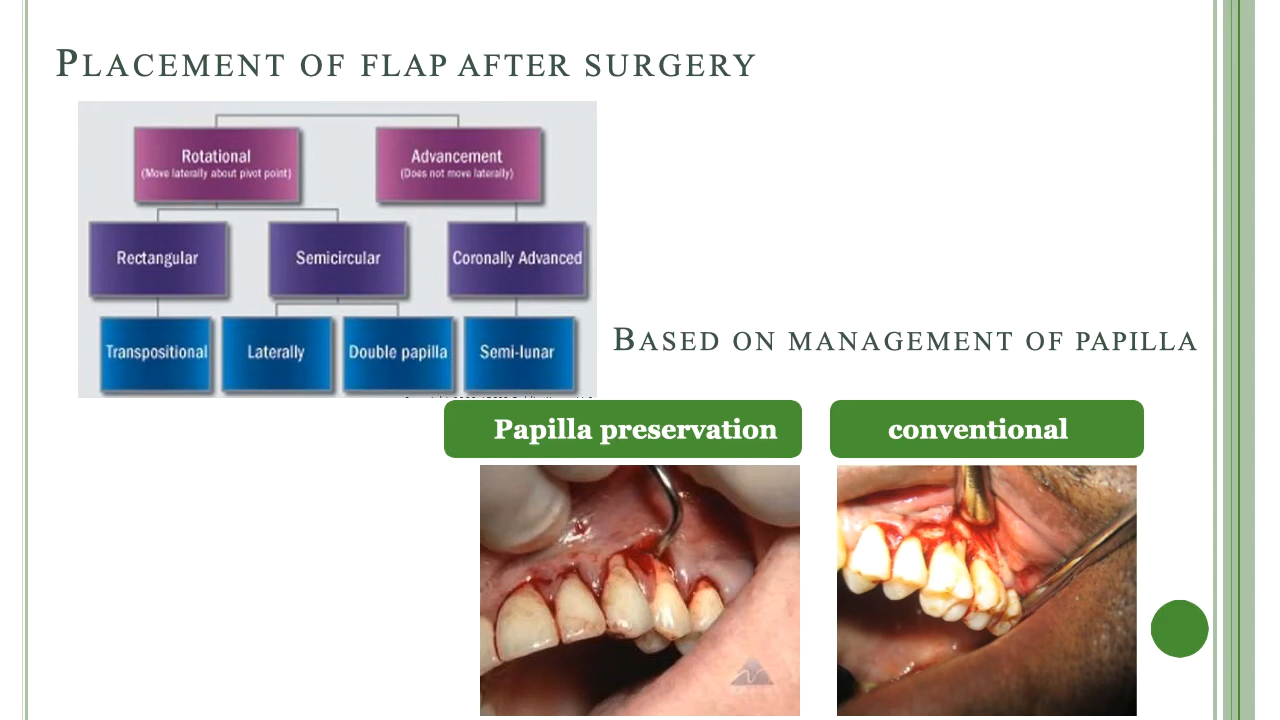 PLACEMENT OF FLAP AFTER SURGERY
Rotational
(Move laterally about pivot point)
Advancement
(Does not move laterally)
Rectangular
Semicircular
Coronally Advanced
Transpositional
Laterally
Double papilla
Semi-lunar
BASED ON MANAGEMENT OF PAPILLA
Papilla preservation
conventional